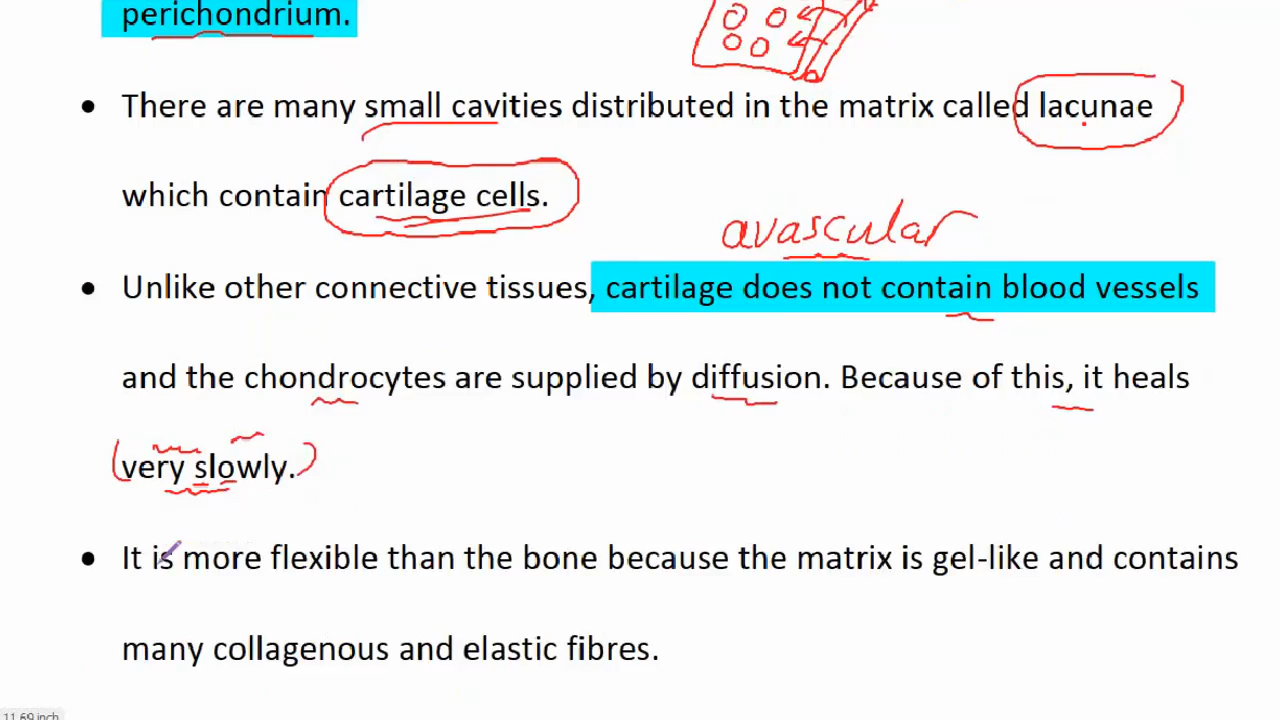 perichondrium.
• There are many small cavities distributed in the matrix called lacunae
which contain cartilage cells.
avascular
• Unlike other connective tissues, cartilage does not contain blood vessels
and the chondrocytes are supplied by diffusion. Because of this, it heals
(very slowly.)
• It is more flexible than the bone because the matrix is gel-like and contains
many collagenous and elastic fibres.
11.69 inch